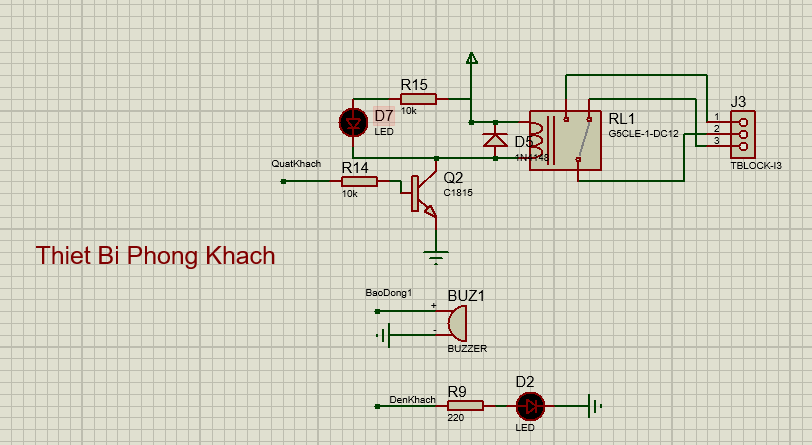 R15
10k
D7
LED
J3
RL1
G5CLE-1-DC12
1
2
3
TBLOCK-I3
D5
1N4148
QuatKhach
R14
10k
Q2
C1815
Thiet Bi Phong Khach
BaoDong1
BUZ1
+
-
BUZZER
D2
DenKhach
R9
220
LED